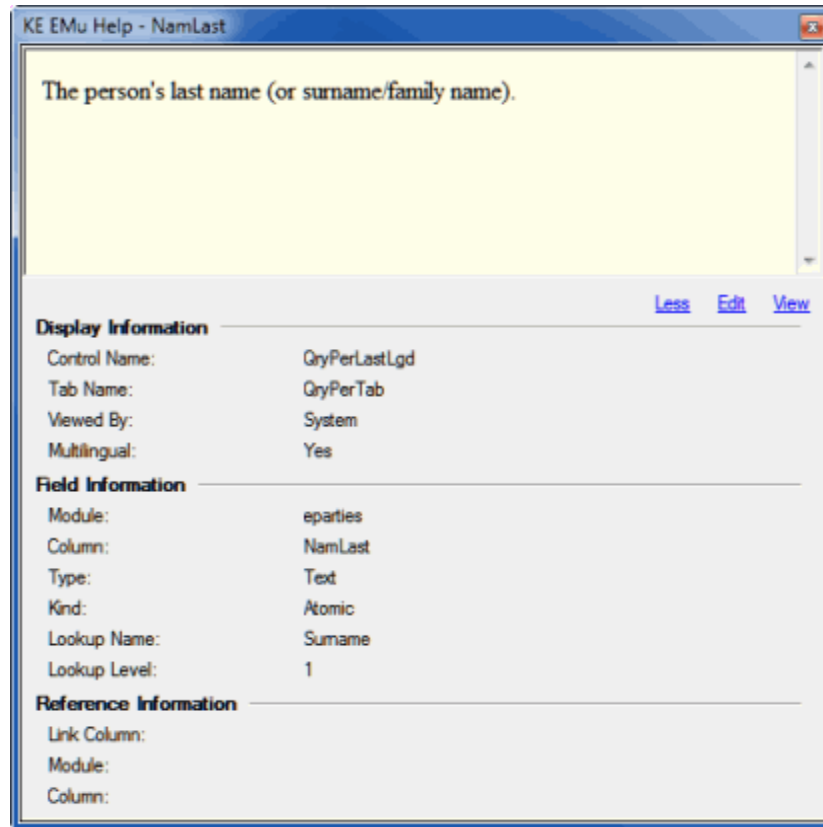 KE EMu Help - NamLast
The person's last name (or surname/family name).
Less Edit View
Display Information
Control Name: QryPerLastLgd
Tab Name: QryPerTab
Viewed By: System
Multilingual: Yes
Field Information
Module: eparties
Column: NamLast
Type: Text
Kind: Atomic
Lookup Name: Surname
Lookup Level: 1
Reference Information
Link Column:
Module:
Column: